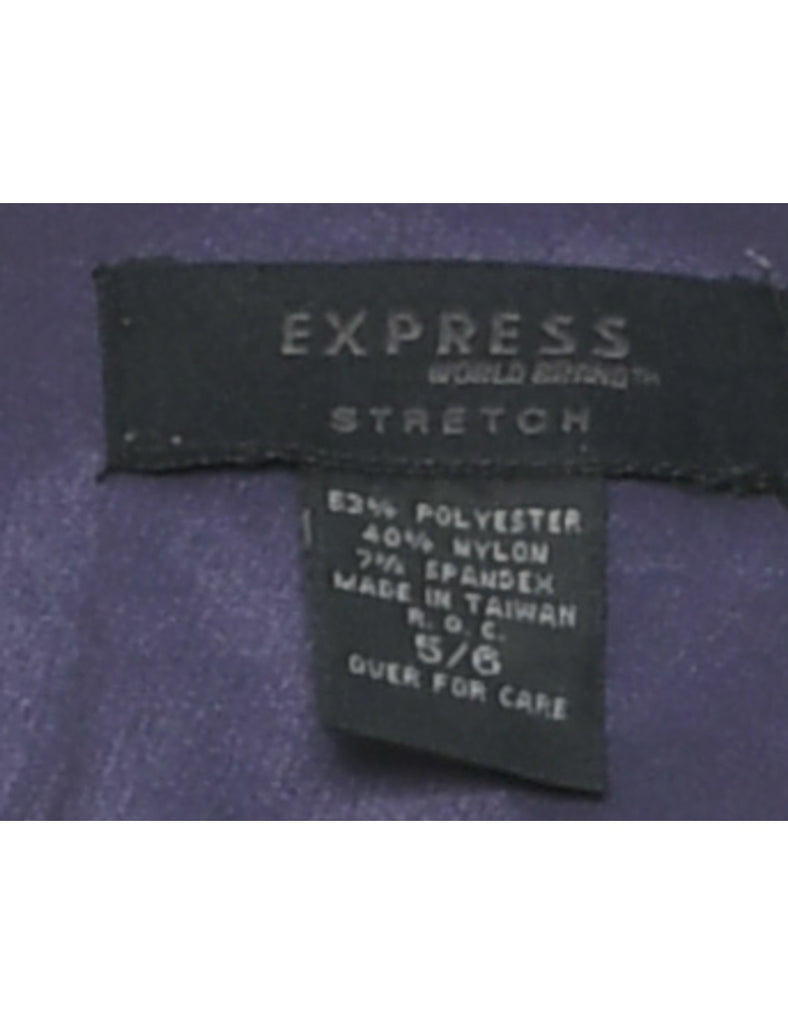 EXPRESS
WORLD BRAND™
STRETCH
53% POLYESTER
40% NYLON
7% SPANDEX
MADE IN TAIWAN
R. O. C.
5/6
OVER FOR CARE